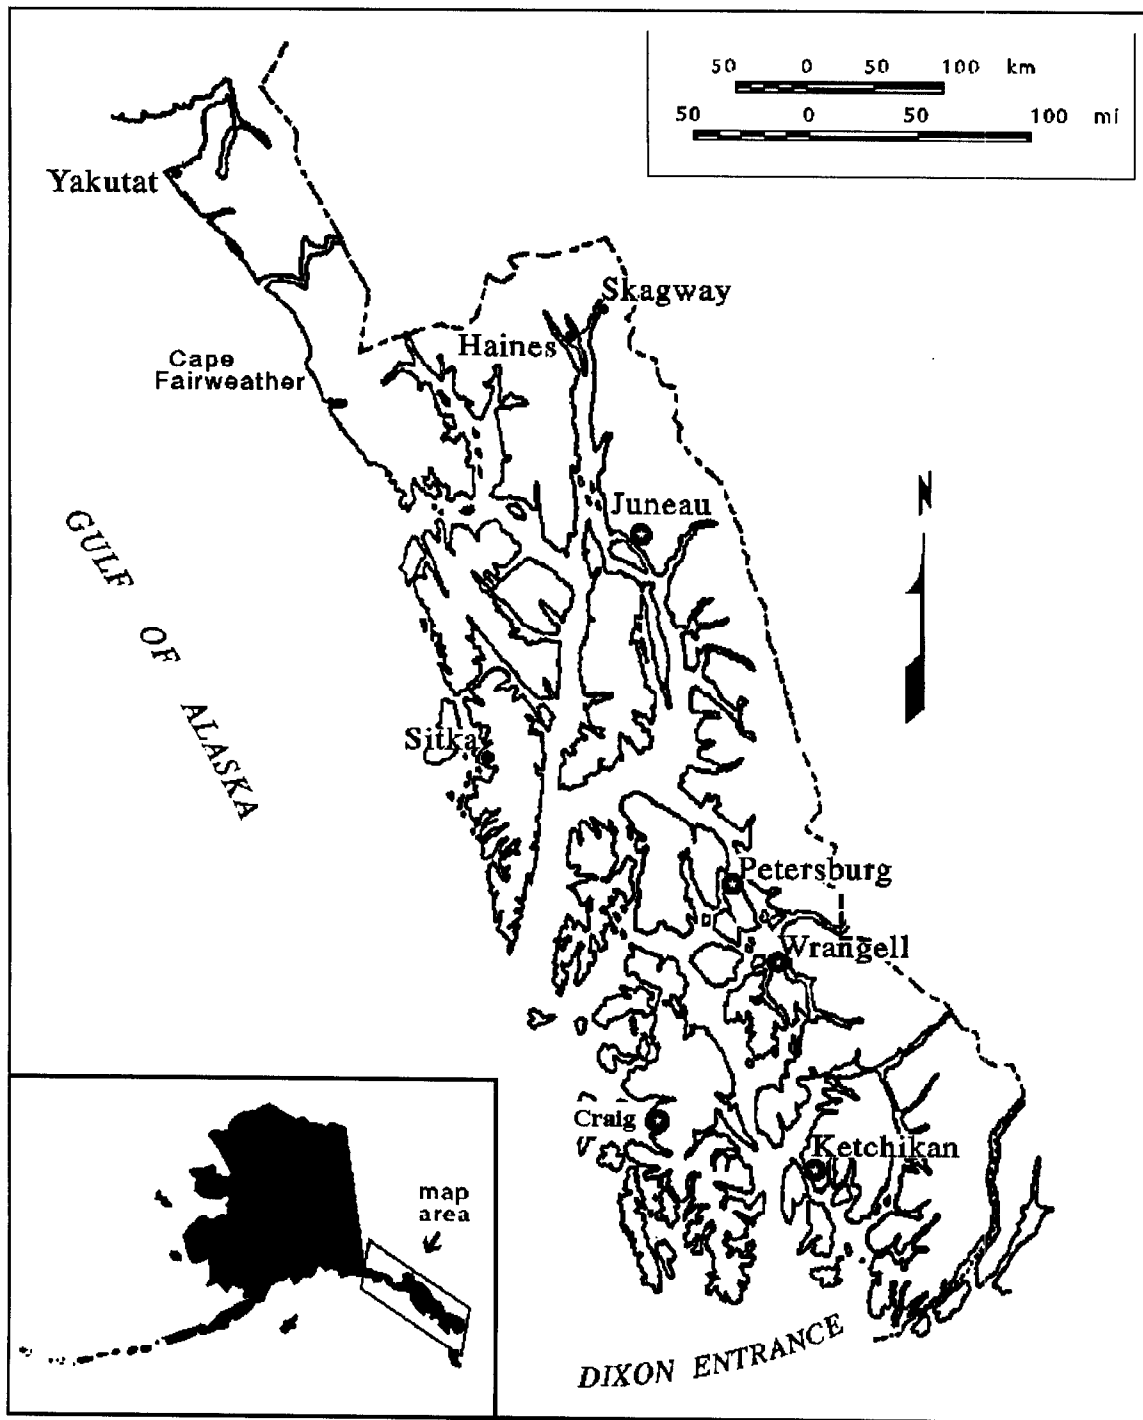 50 0 50 100 km
50 0 50 100 mi
Yakutat
Skagway
Haines
Cape
Fairweather
N
Juneau
GULF OF ALASKA
Sitka
Petersburg
Wrangell
Craig
Ketchikan
map
area
DIXON ENTRANCE